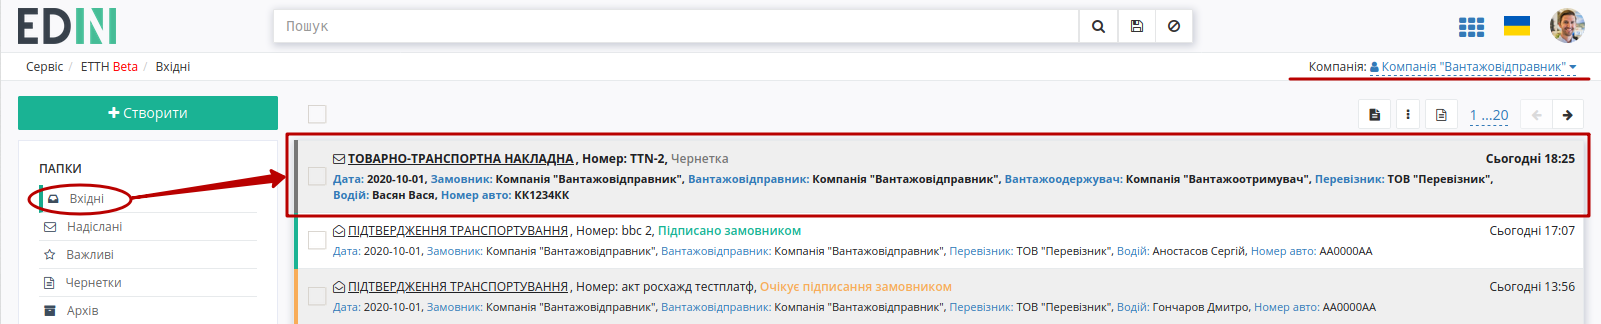 EDIN
Пошук
Сервіс / ЕТТН Beta / Вхідні
Компанія: Компанія "Вантажовідправник"
Створити
1 ...20
ПАПКИ
Вхідні
Надіслані
Важливі
Чернетки
Архів
ТОВАРНО-ТРАНСПОРТНА НАКЛАДНА, Номер: TTN-2, Чернетка
Сьогодні 18:25
Дата: 2020-10-01, Замовник: Компанія "Вантажовідправник", Вантажовідправник: Компанія "Вантажовідправник", Вантажоодержувач: Компанія "Вантажоотримувач", Перевізник: ТОВ "Перевізник",
Водій: Васян Вася, Номер авто: КК1234КК
ПІДТВЕРДЖЕННЯ ТРАНСПОРТУВАННЯ, Номер: bbc 2, Підписано замовником
Сьогодні 17:07
Дата: 2020-10-01, Замовник: Компанія "Вантажовідправник", Вантажовідправник: Компанія "Вантажовідправник", Перевізник: ТОВ "Перевізник", Водій: Аностасов Сергій, Номер авто: АА0000АА
ПІДТВЕРДЖЕННЯ ТРАНСПОРТУВАННЯ, Номер: акт росхажд тестплатф, Очікує підписання замовником
Сьогодні 13:56
Дата: 2020-10-01, Замовник: Компанія "Вантажовідправник", Вантажовідправник: Компанія "Вантажовідправник", Перевізник: ТОВ "Перевізник", Водій: Гончаров Дмитро, Номер авто: АА0000АА